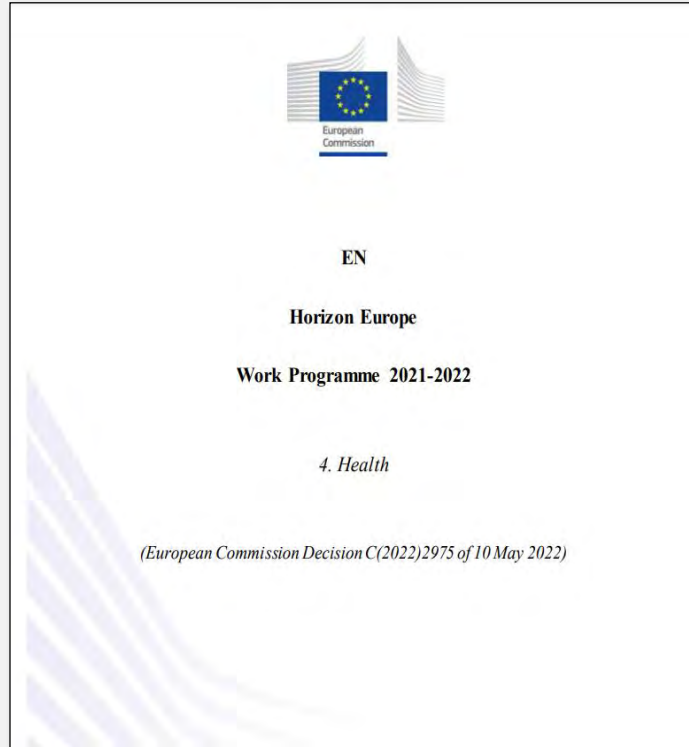 European
Commission
EN
Horizon Europe
Work Programme 2021-2022
4. Health
(European Commission Decision C(2022)2975 of 10 May 2022)